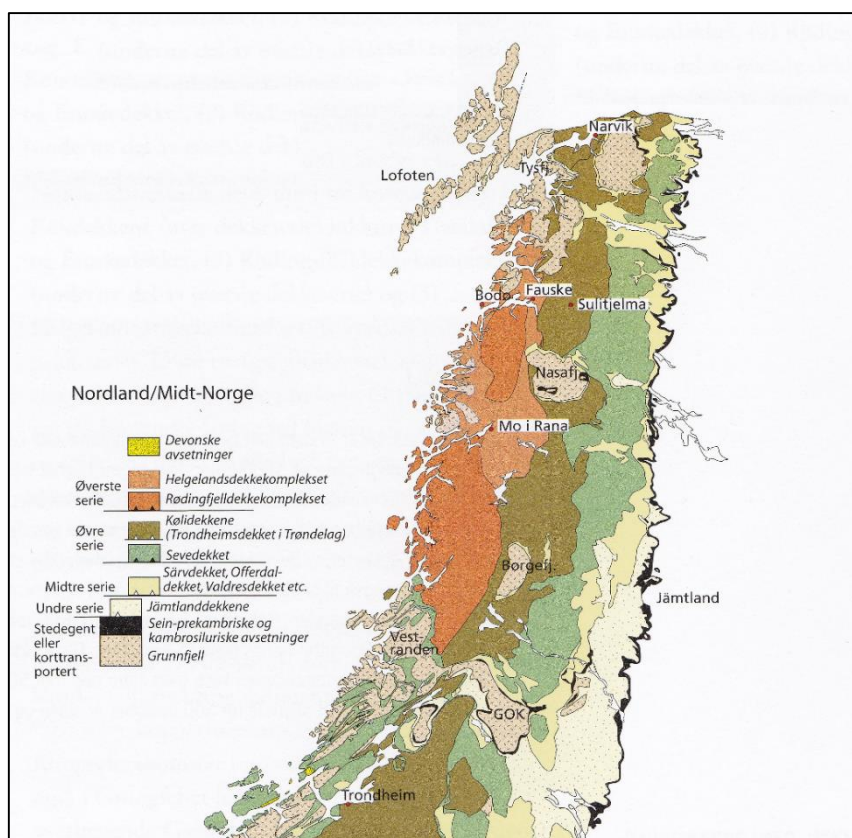 Narvik
Tysfj.
Lofoten
Bodø
Fauske
Sulitjelma
Nasafj.
Nordland/Midt-Norge
Mo i Rana
Devonske
avsetninger
Øverste
serie
Helgelandsdekkekomplekset
Rødingfjelldekkekomplekset
Øvre
serie
Kølidekkene
(Trondheimsdekket i Trøndelag)
Sevedekket
Midtre serie
Särvdekket, Offerdal-
dekket, Valdresdekket etc.
Undre serie
Jämtlanddekkene
Stedegent
eller
korttrans-
portert
Sein-prekambriske og
kambrosiluriske avsetninger
Grunnfjell
Borgefj.
Jämtland
Vest-
randen
GOK
Trondheim